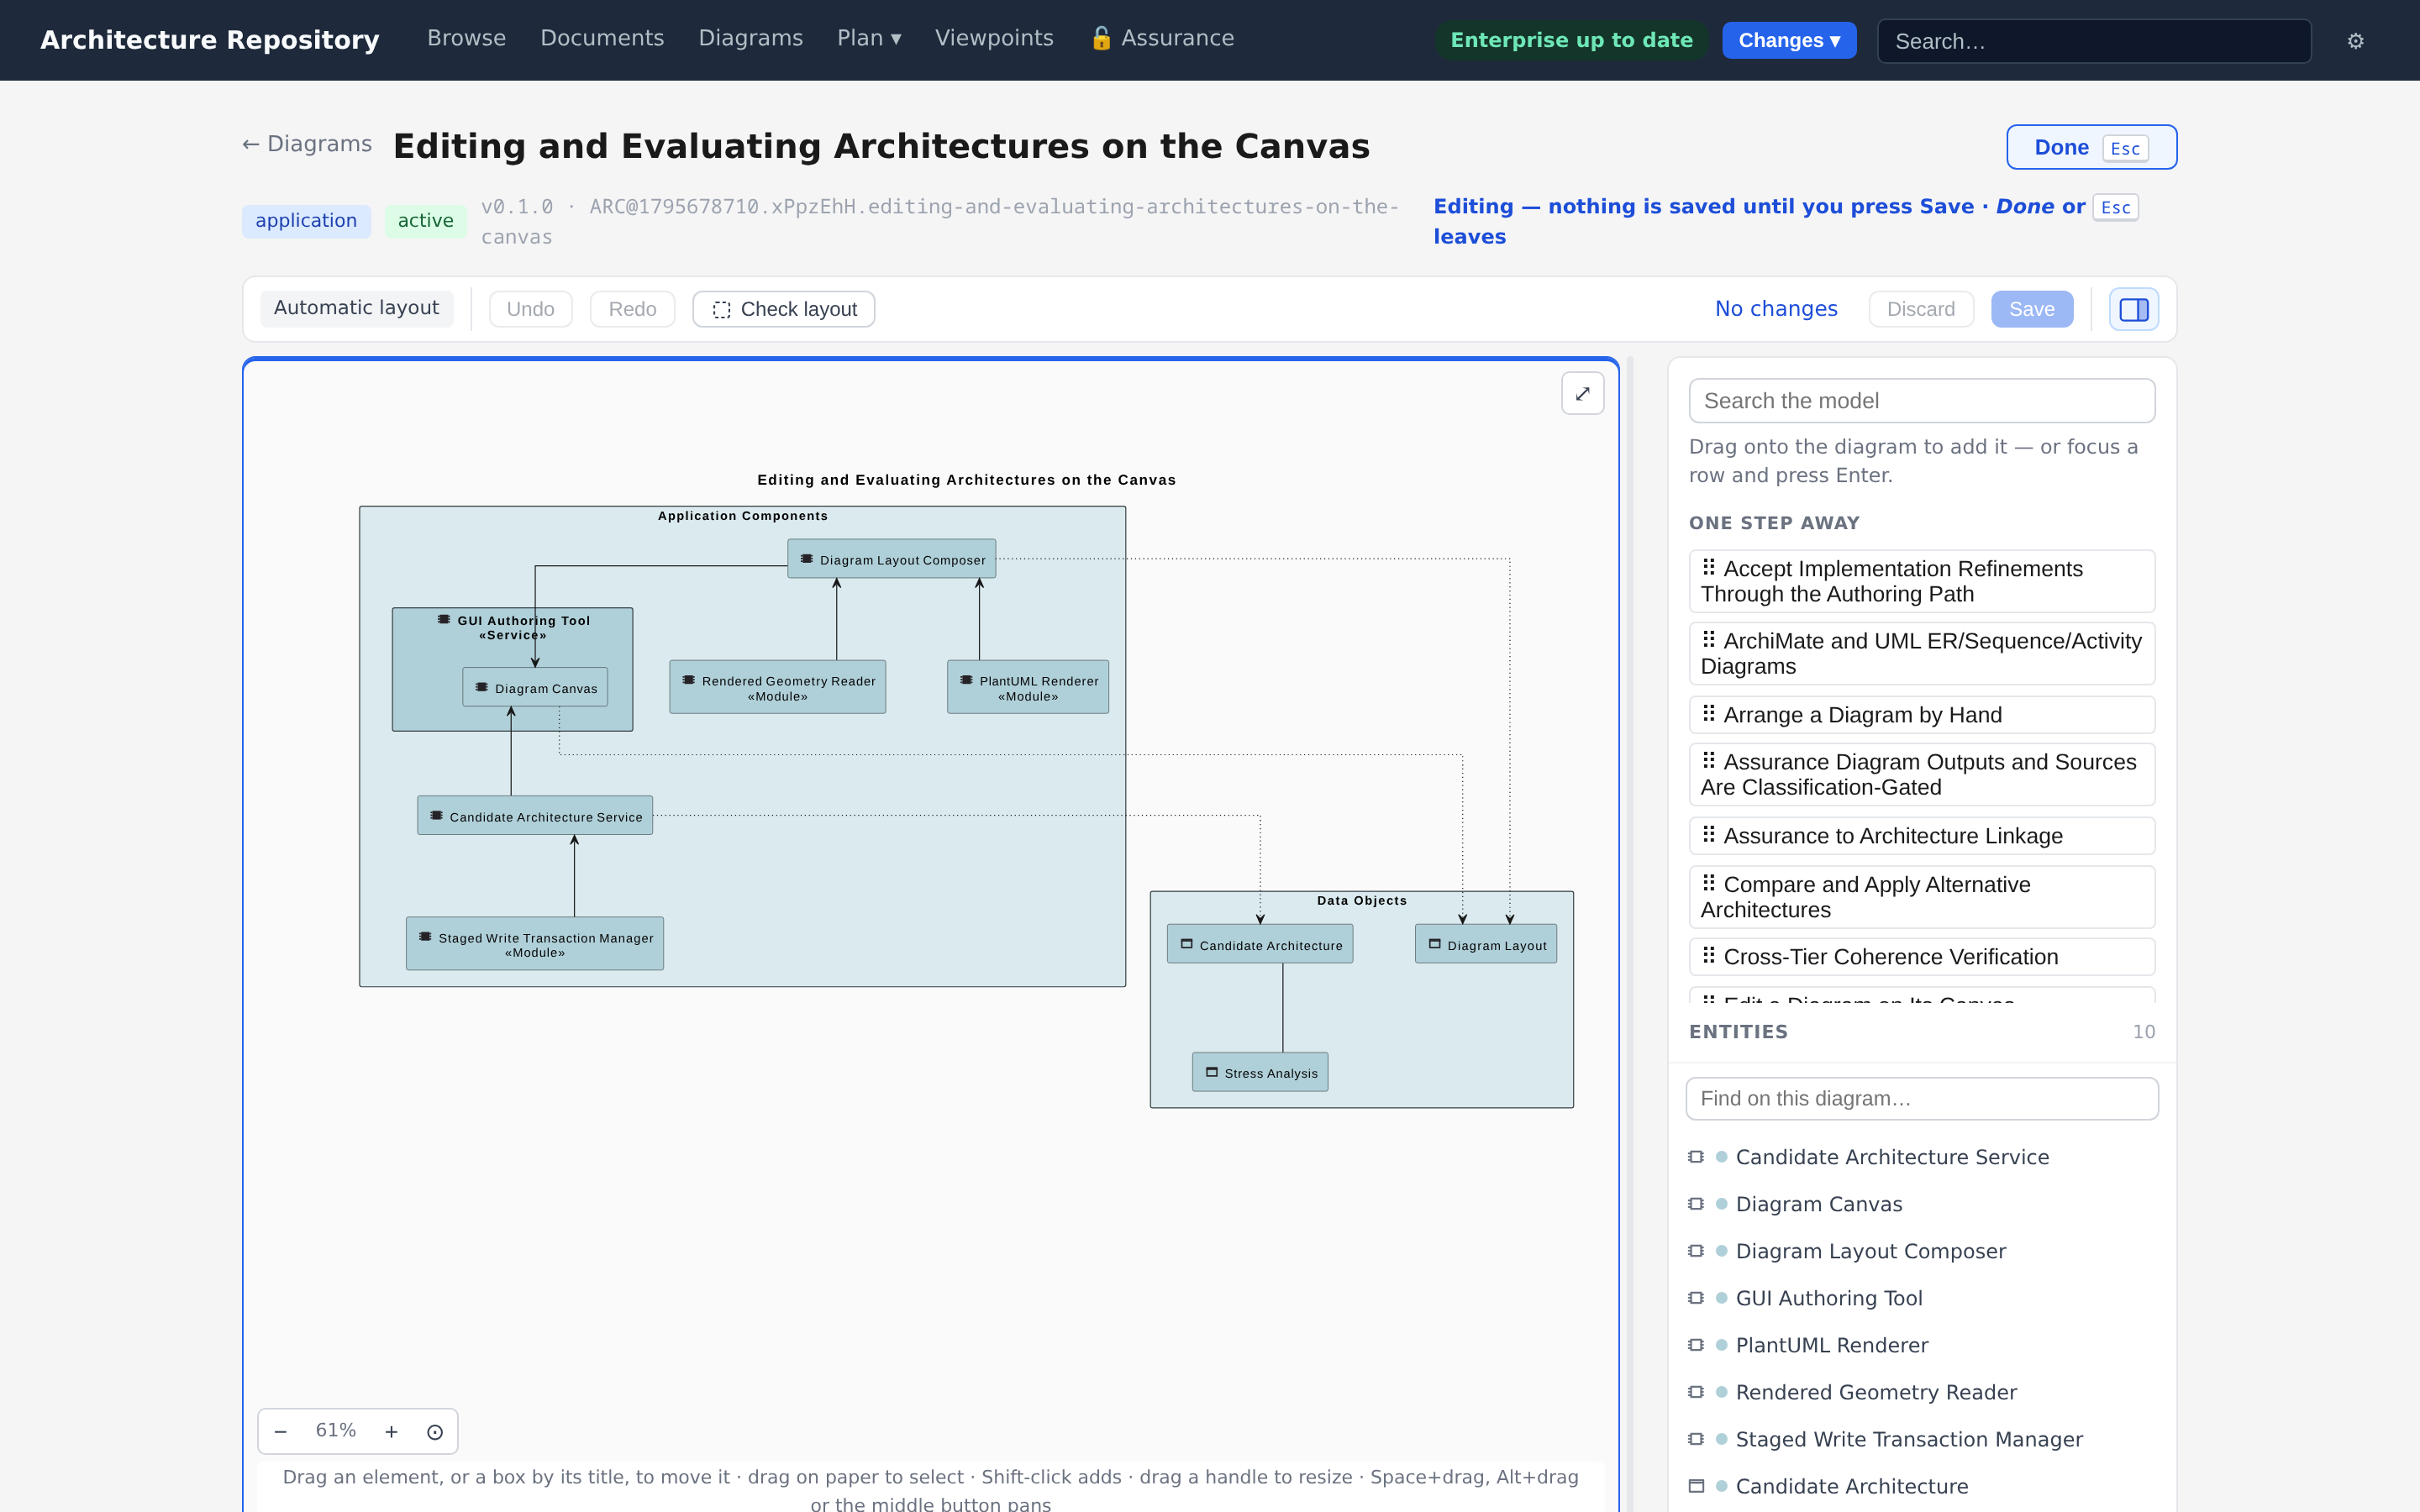 Architecture Repository Browse Documents Diagrams Plan ▾ Viewpoints 🔓 Assurance Enterprise up to date Changes ▾ Search… ⚙
← Diagrams Editing and Evaluating Architectures on the Canvas Done Esc
application active v0.1.0 · ARC@1795678710.xPpzEhH.editing-and-evaluating-architectures-on-the-
canvas
Editing — nothing is saved until you press Save · Done or Esc
leaves
Automatic layout Undo Redo Check layout No changes Discard Save
Editing and Evaluating Architectures on the Canvas
Application Components
Diagram Layout Composer
GUI Authoring Tool
«Service»
Diagram Canvas
Rendered Geometry Reader
«Module»
PlantUML Renderer
«Module»
Candidate Architecture Service
Staged Write Transaction Manager
«Module»
Data Objects
Candidate Architecture
Diagram Layout
Stress Analysis
− 61% +
Drag an element, or a box by its title, to move it · drag on paper to select · Shift-click adds · drag a handle to resize · Space+drag, Alt+drag
or the middle button pans
Search the model
Drag onto the diagram to add it — or focus a
row and press Enter.
ONE STEP AWAY
Accept Implementation Refinements
Through the Authoring Path
ArchiMate and UML ER/Sequence/Activity
Diagrams
Arrange a Diagram by Hand
Assurance Diagram Outputs and Sources
Are Classification-Gated
Assurance to Architecture Linkage
Compare and Apply Alternative
Architectures
Cross-Tier Coherence Verification
Edit a Diagram on Its Canvas
ENTITIES 10
Find on this diagram…
Candidate Architecture Service
Diagram Canvas
Diagram Layout Composer
GUI Authoring Tool
PlantUML Renderer
Rendered Geometry Reader
Staged Write Transaction Manager
Candidate Architecture